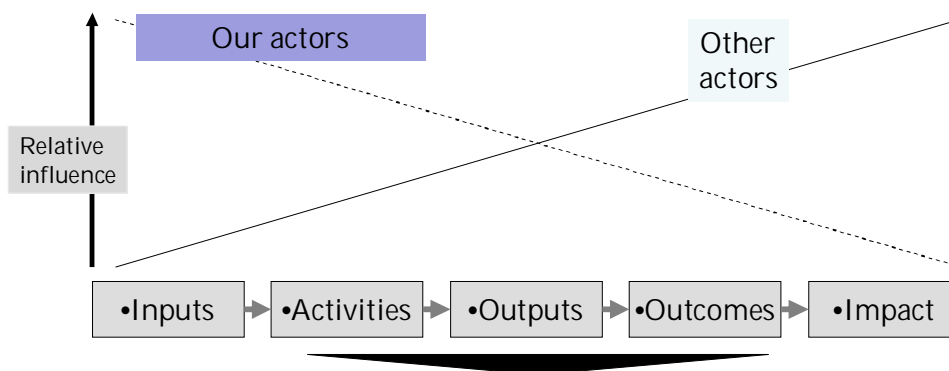 Our actors
Other
actors
Relative
influence
•Inputs
•Activities
•Outputs
•Outcomes
•Impact